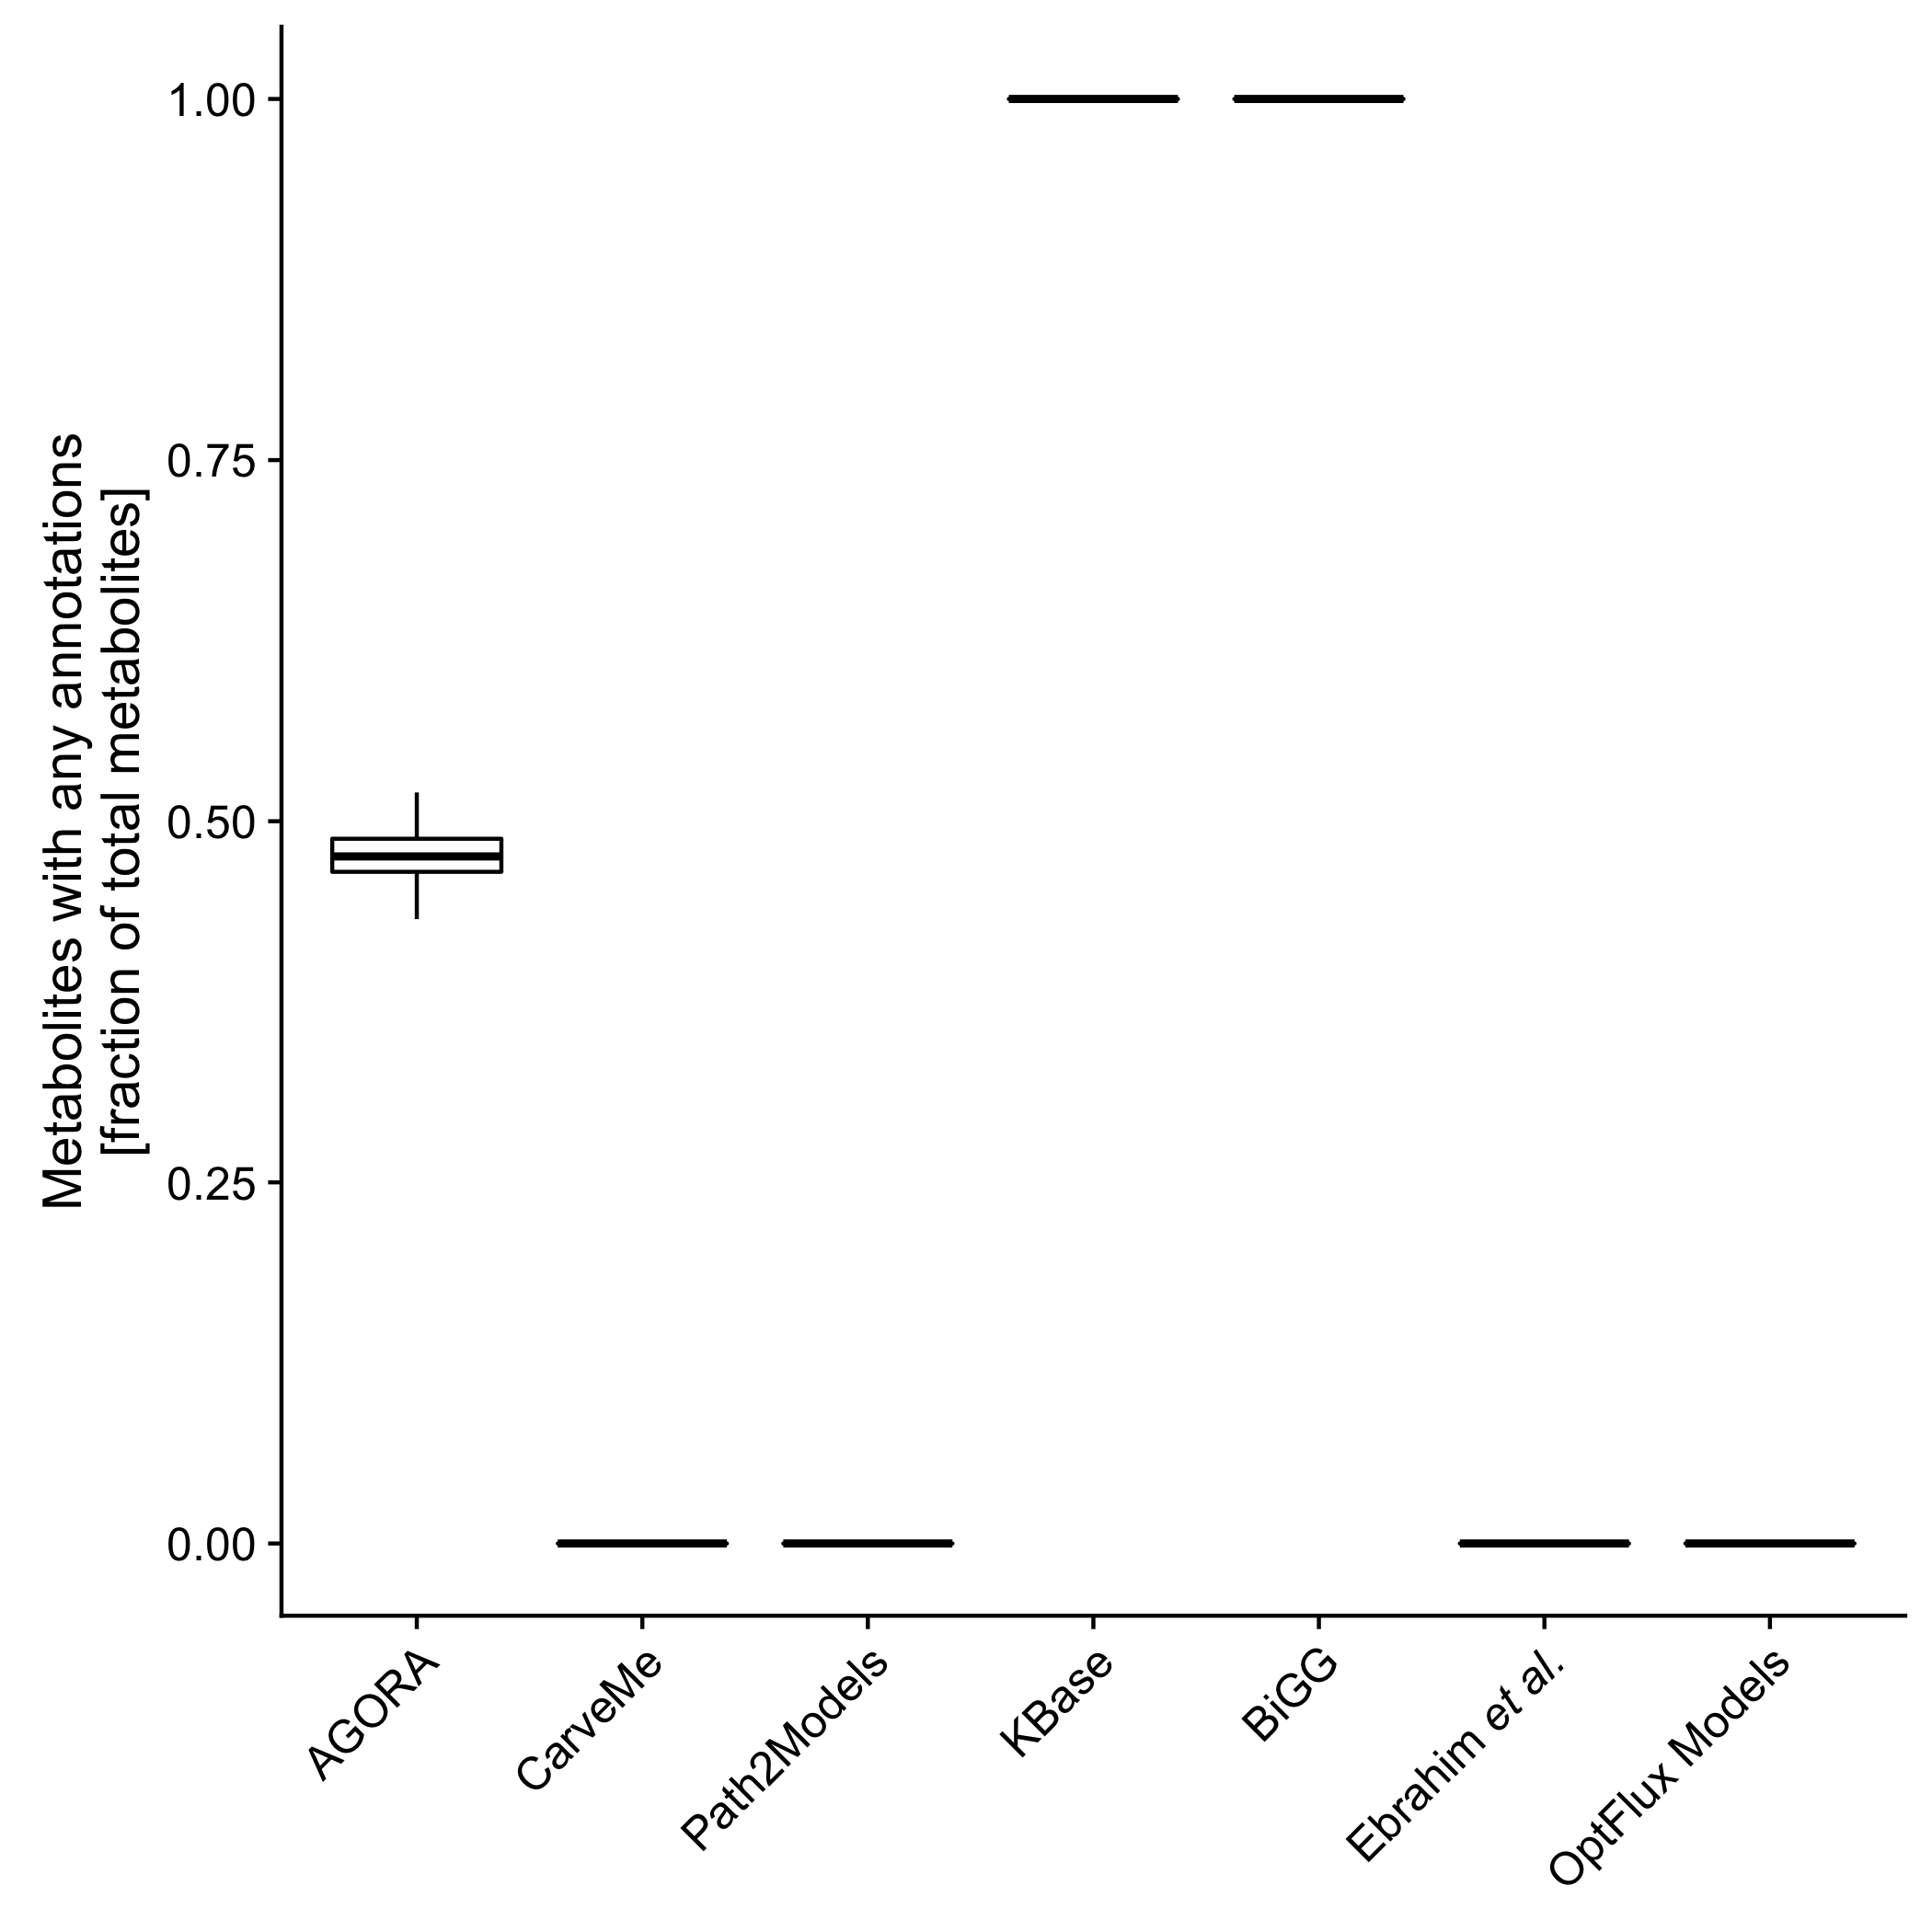 Metabolites with any annotations
[fraction of total metabolites]
1.00
0.75
0.50
0.25
0.00
AGORA
CarveMe
Path2Models
KBase
BiGG
Ebrahim et al.
OptFlux Models